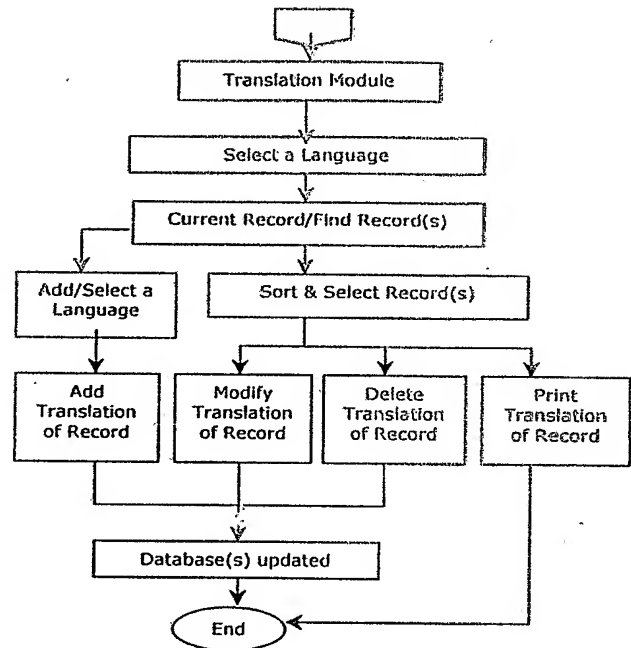 Translation Module
Select a Language
Current Record/Find Record(s)
Add/Select a
Language
Sort & Select Record(s)
Add
Translation
of Record
Modify
Translation
of Record
Delete
Translation
of Record
Print
Translation
of Record
Database(s) updated
End